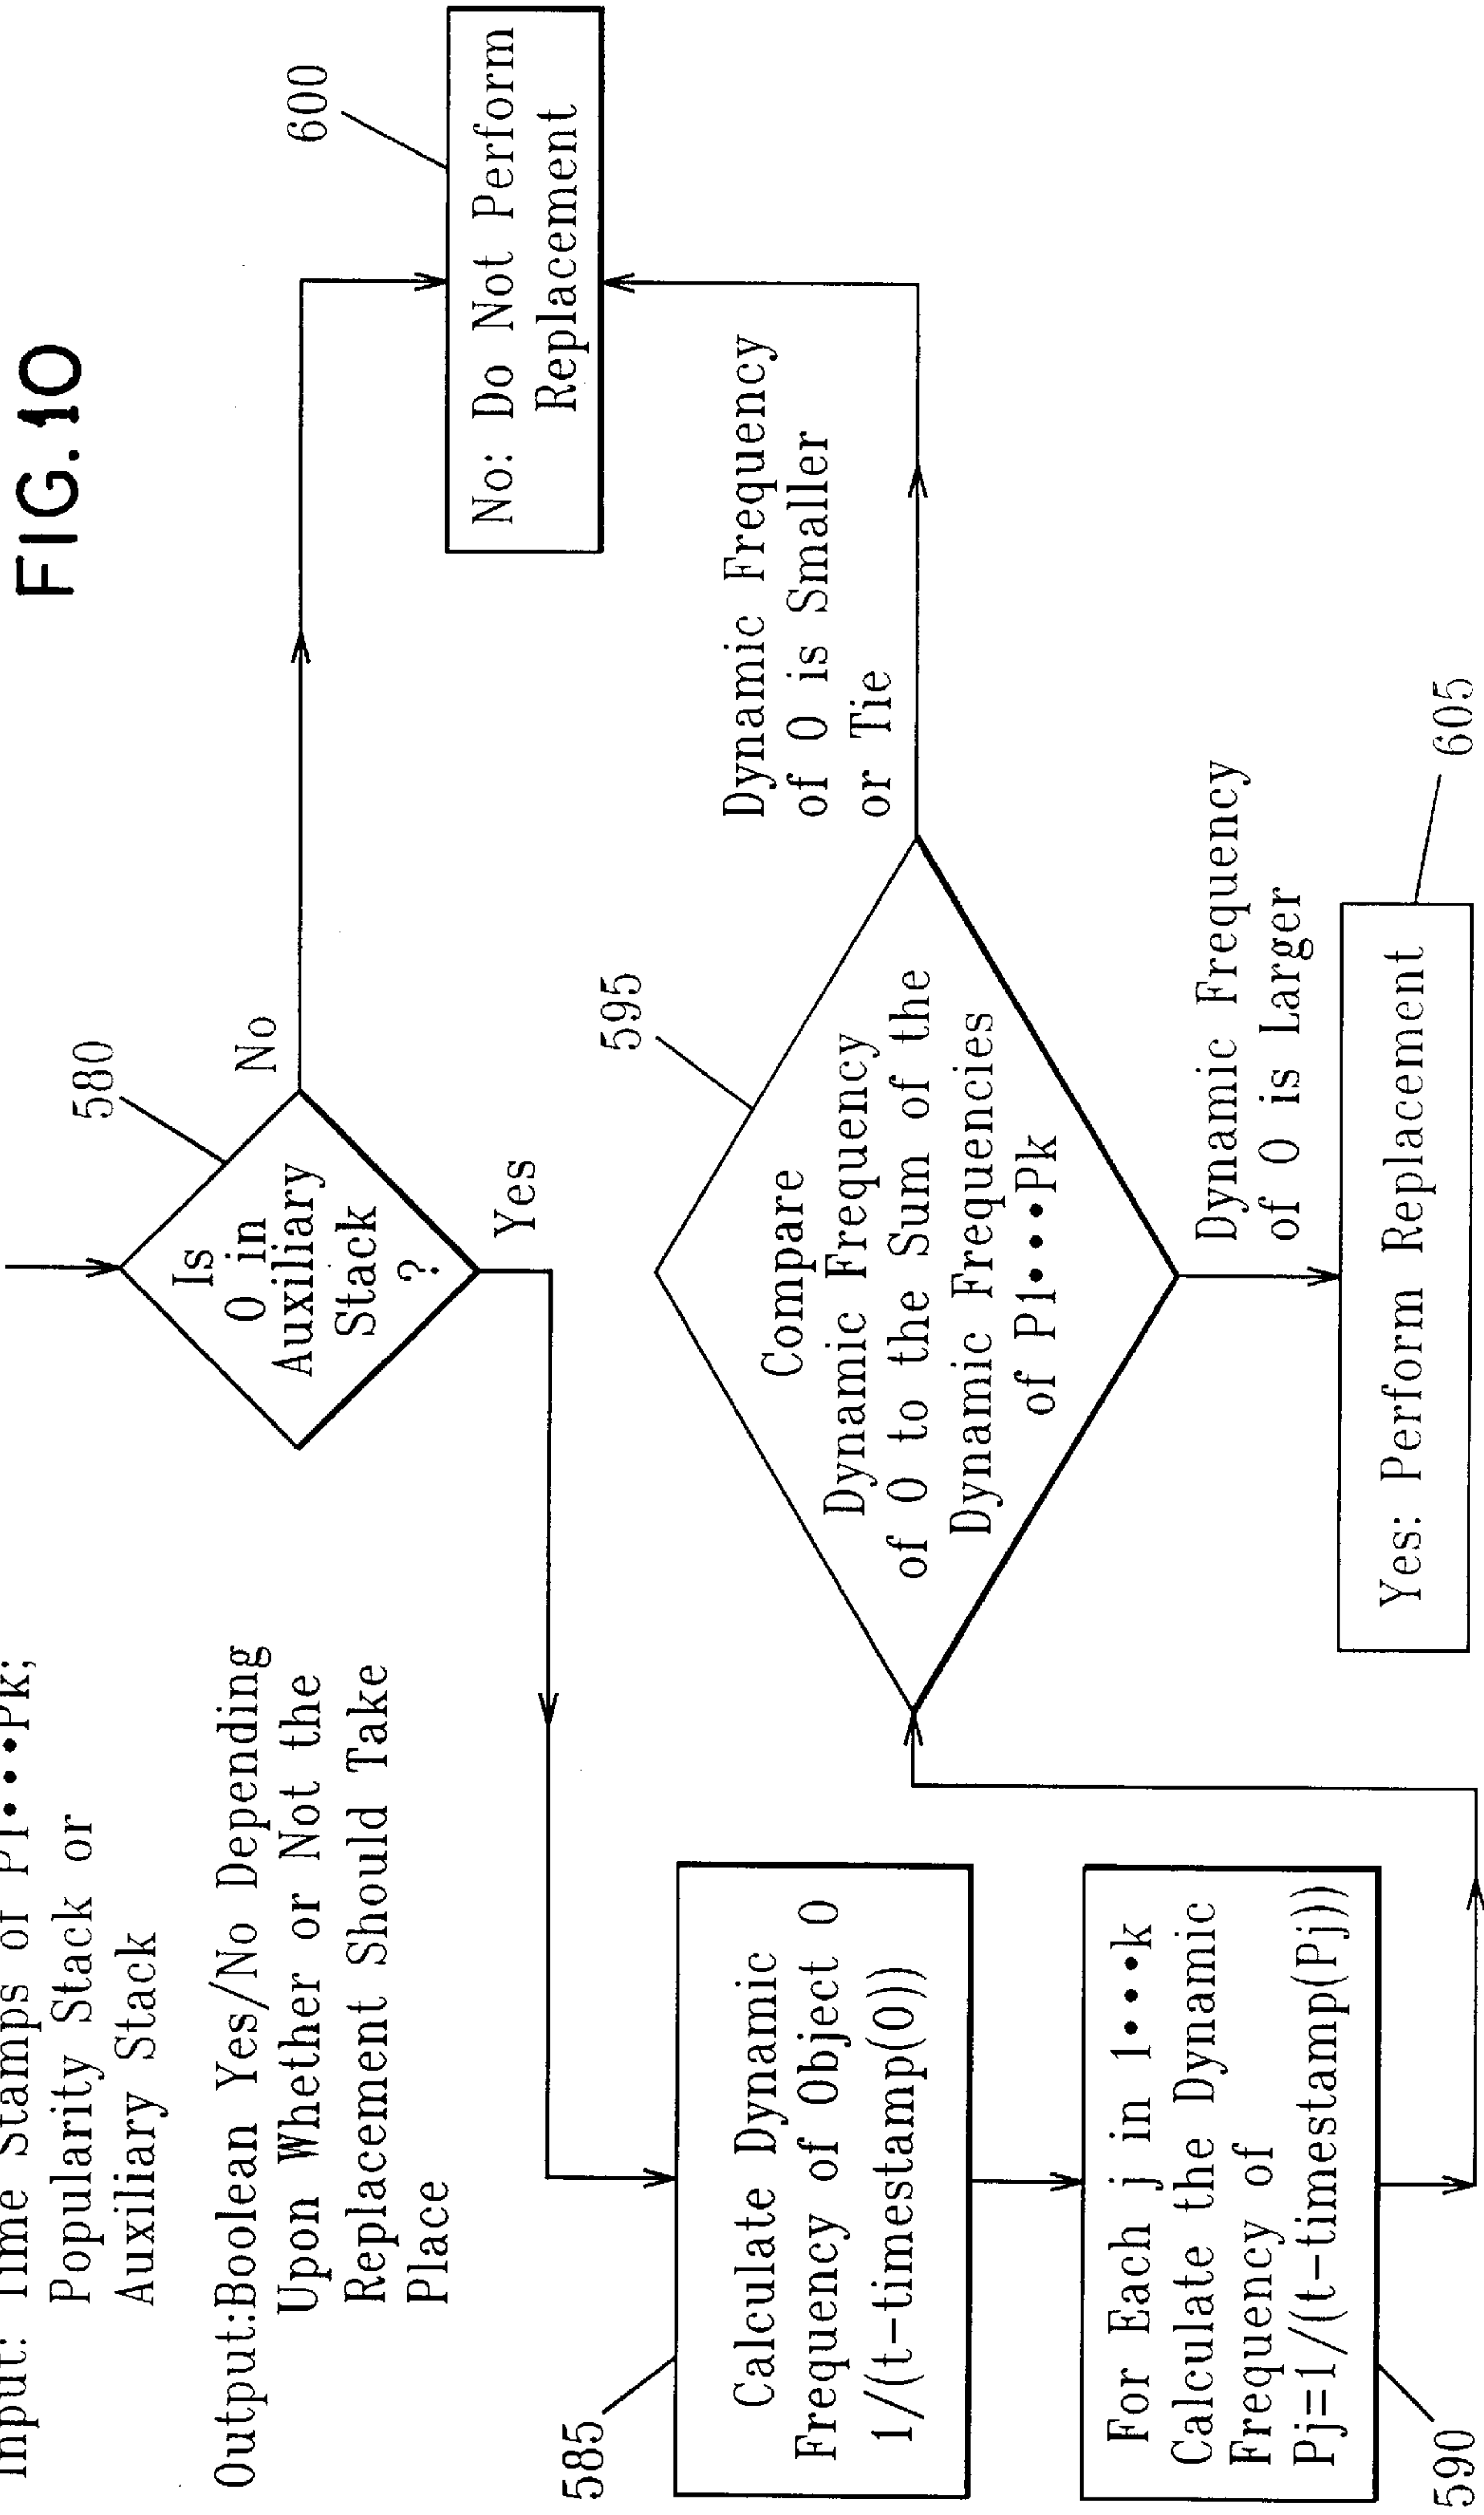 FIG. 10
Input: Time Stamps of P1•••Pk;
Popularity Stack or
Auxiliary Stack
Output:Boolean Yes/No Depending
Upon Whether or Not the
Replacement Should Take
Place
580
Is
O in
Auxiliary
Stack
?
No
Yes
600
No: Do Not Perform
Replacement
585
Calculate Dynamic
Frequency of Object O
1/(t-timestamp(O))
590
For Each j in 1•••k
Calculate the Dynamic
Frequency of
Pj=1/(t-timestamp(Pj))
595
Compare
Dynamic Frequency
of O to the Sum of the
Dynamic Frequencies
of P1•••Pk
Dynamic Frequency
of O is Smaller
or Tie
Dynamic Frequency
of O is Larger
605
Yes: Perform Replacement